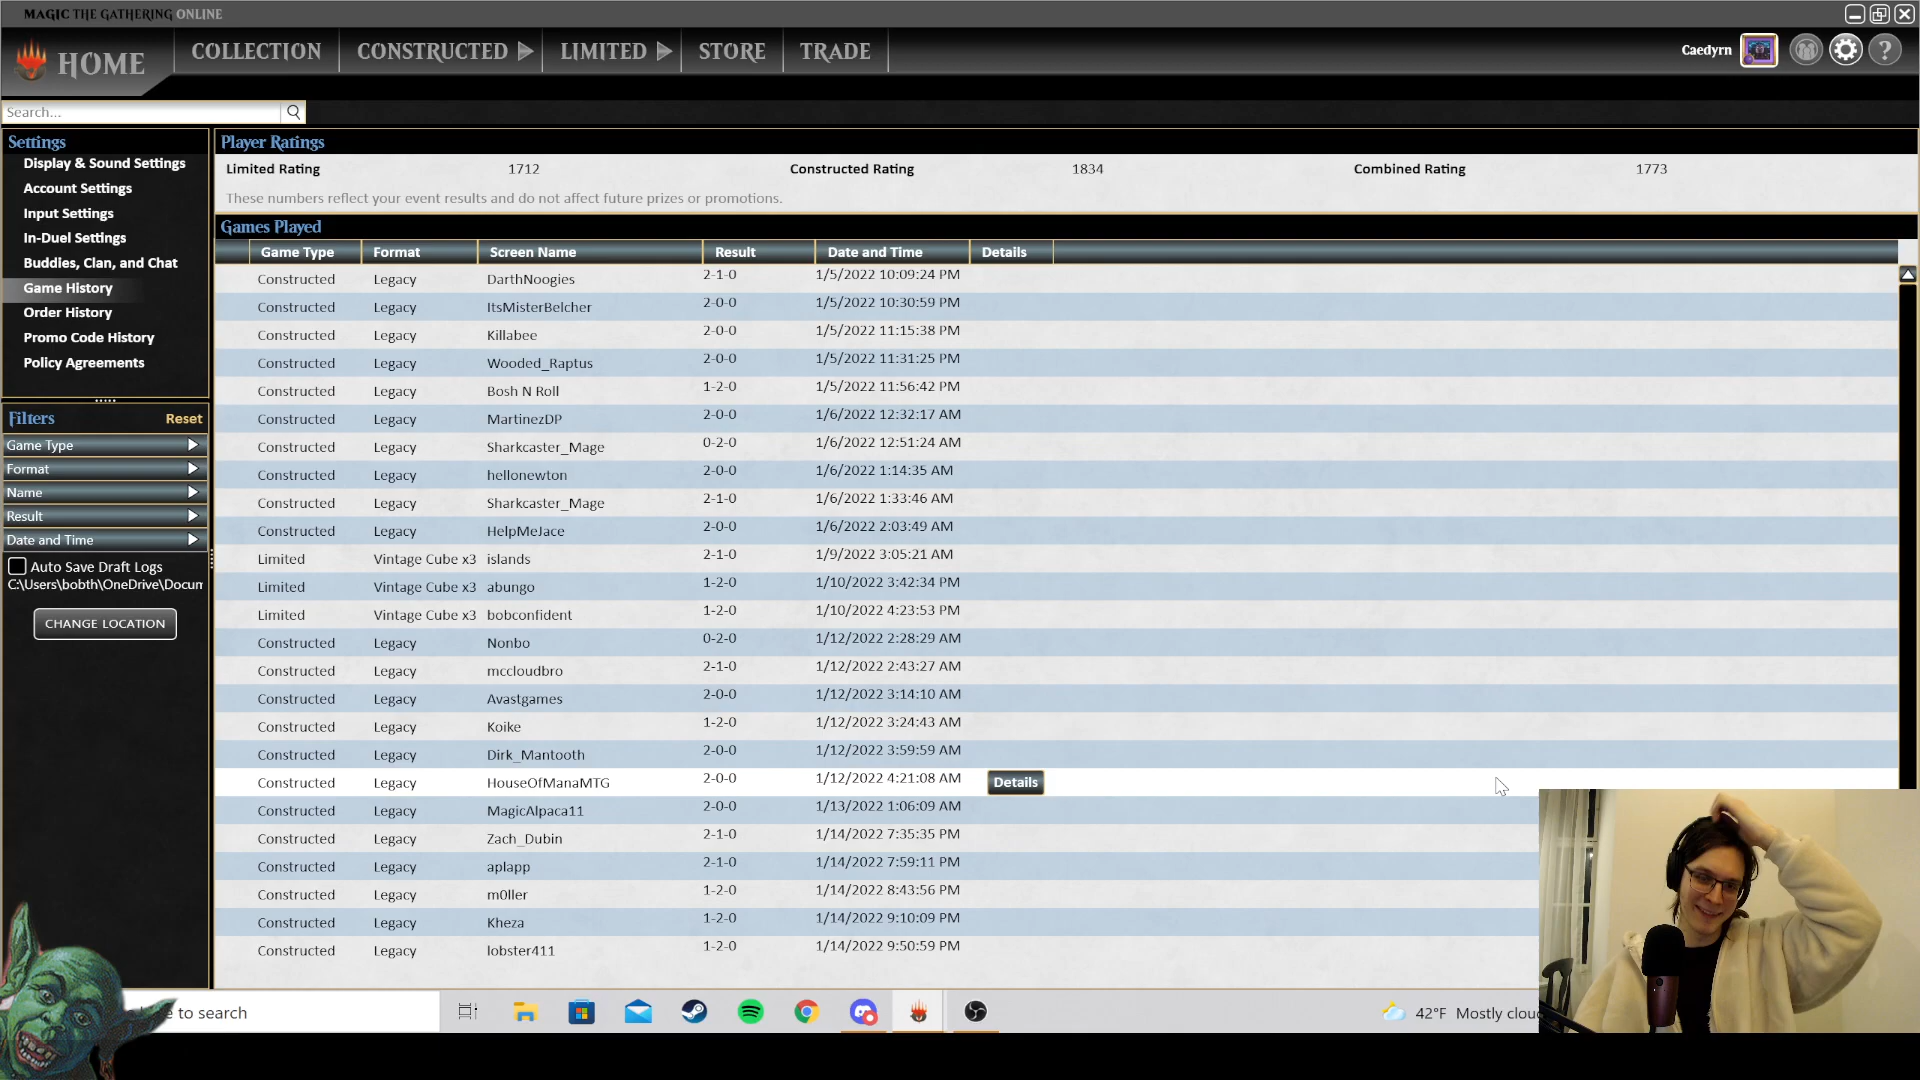 MAGIC THE GATHERING ONLINE
HOME COLLECTION CONSTRUCTED LIMITED STORE TRADE Caedyrn ?
Search...
Settings
Display & Sound Settings
Account Settings
Input Settings
In-Duel Settings
Buddies, Clan, and Chat
Game History
Order History
Promo Code History
Policy Agreements
Filters Reset
Game Type
Format
Name
Result
Date and Time
Auto Save Draft Logs
C:\Users\bobth\OneDrive\Docum
CHANGE LOCATION
Player Ratings
Limited Rating 1712 Constructed Rating 1834 Combined Rating 1773
These numbers reflect your event results and do not affect future prizes or promotions.
Games Played
Game Type Format Screen Name Result Date and Time Details
Constructed Legacy DarthNoogies 2-1-0 1/5/2022 10:09:24 PM
Constructed Legacy ItsMisterBelcher 2-0-0 1/5/2022 10:30:59 PM
Constructed Legacy Killabee 2-0-0 1/5/2022 11:15:38 PM
Constructed Legacy Wooded_Raptus 2-0-0 1/5/2022 11:31:25 PM
Constructed Legacy Bosh N Roll 1-2-0 1/5/2022 11:56:42 PM
Constructed Legacy MartinezDP 2-0-0 1/6/2022 12:32:17 AM
Constructed Legacy Sharkcaster_Mage 0-2-0 1/6/2022 12:51:24 AM
Constructed Legacy hellonewton 2-0-0 1/6/2022 1:14:35 AM
Constructed Legacy Sharkcaster_Mage 2-1-0 1/6/2022 1:33:46 AM
Constructed Legacy HelpMeJace 2-0-0 1/6/2022 2:03:49 AM
Limited Vintage Cube x3 islands 2-1-0 1/9/2022 3:05:21 AM
Limited Vintage Cube x3 abungo 1-2-0 1/10/2022 3:42:34 PM
Limited Vintage Cube x3 bobconfident 1-2-0 1/10/2022 4:23:53 PM
Constructed Legacy Nonbo 0-2-0 1/12/2022 2:28:29 AM
Constructed Legacy mccloudbro 2-1-0 1/12/2022 2:43:27 AM
Constructed Legacy Avastgames 2-0-0 1/12/2022 3:14:10 AM
Constructed Legacy Koike 1-2-0 1/12/2022 3:24:43 AM
Constructed Legacy Dirk_Mantooth 2-0-0 1/12/2022 3:59:59 AM
Constructed Legacy HouseOfManaMTG 2-0-0 1/12/2022 4:21:08 AM Details
Constructed Legacy MagicAlpaca11 2-0-0 1/13/2022 1:06:09 AM
Constructed Legacy Zach_Dubin 2-1-0 1/14/2022 7:35:35 PM
Constructed Legacy aplapp 2-1-0 1/14/2022 7:59:11 PM
Constructed Legacy m0ller 1-2-0 1/14/2022 8:43:56 PM
Constructed Legacy Kheza 1-2-0 1/14/2022 9:10:09 PM
Constructed Legacy lobster411 1-2-0 1/14/2022 9:50:59 PM
e to search 42°F Mostly clou